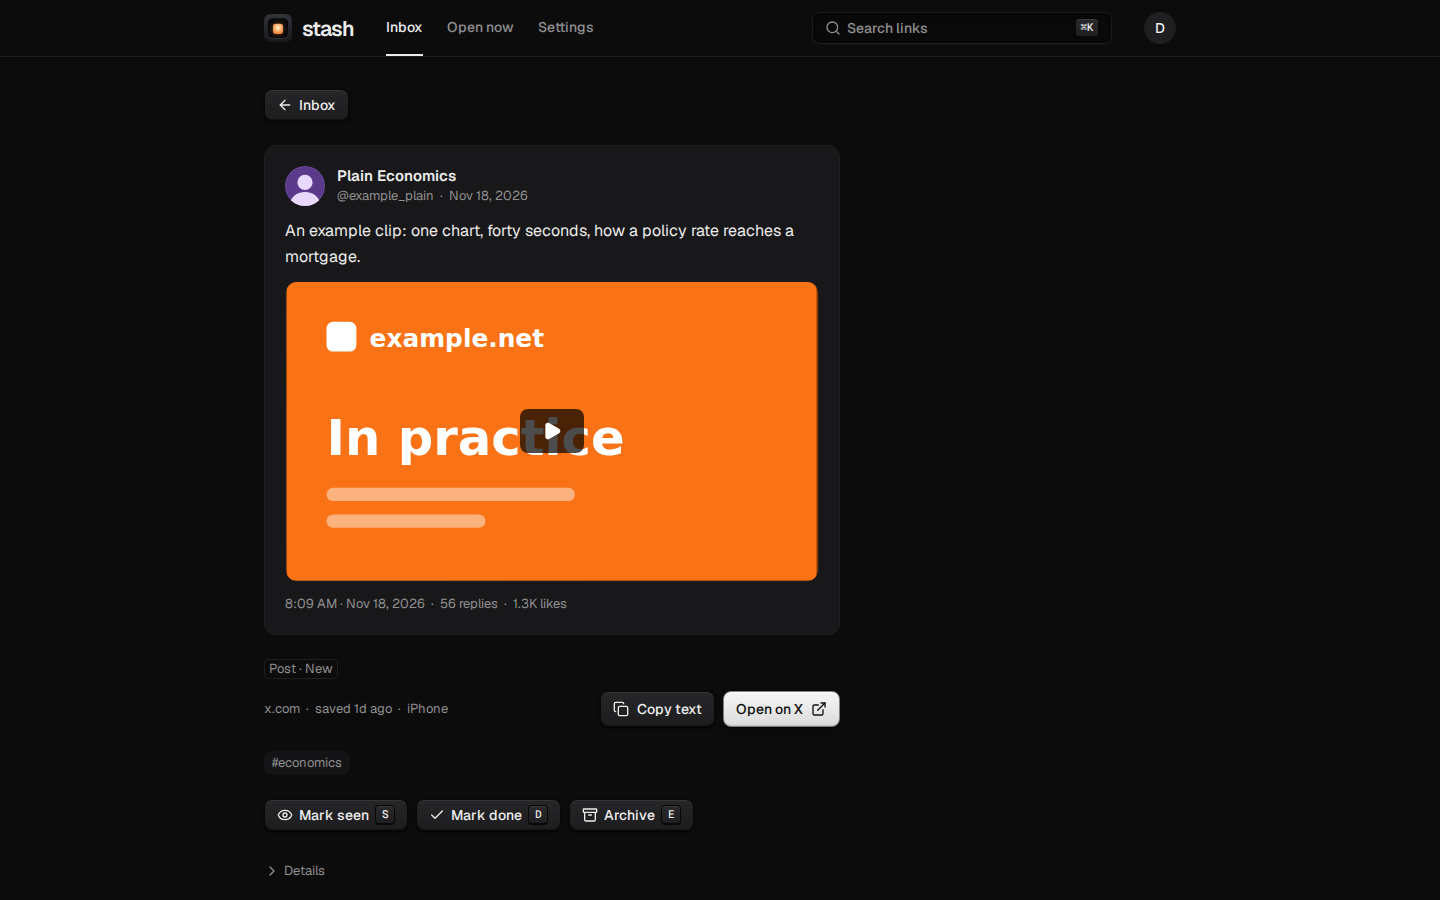 stash
Inbox
Open now
Settings
Search links
⌘K
D
Inbox
Plain Economics
@example_plain · Nov 18, 2026
An example clip: one chart, forty seconds, how a policy rate reaches a
mortgage.
example.net
In practice
8:09 AM · Nov 18, 2026 · 56 replies · 1.3K likes
Post · New
x.com · saved 1d ago · iPhone
Copy text
Open on X
#economics
Mark seen S
Mark done D
Archive E
Details